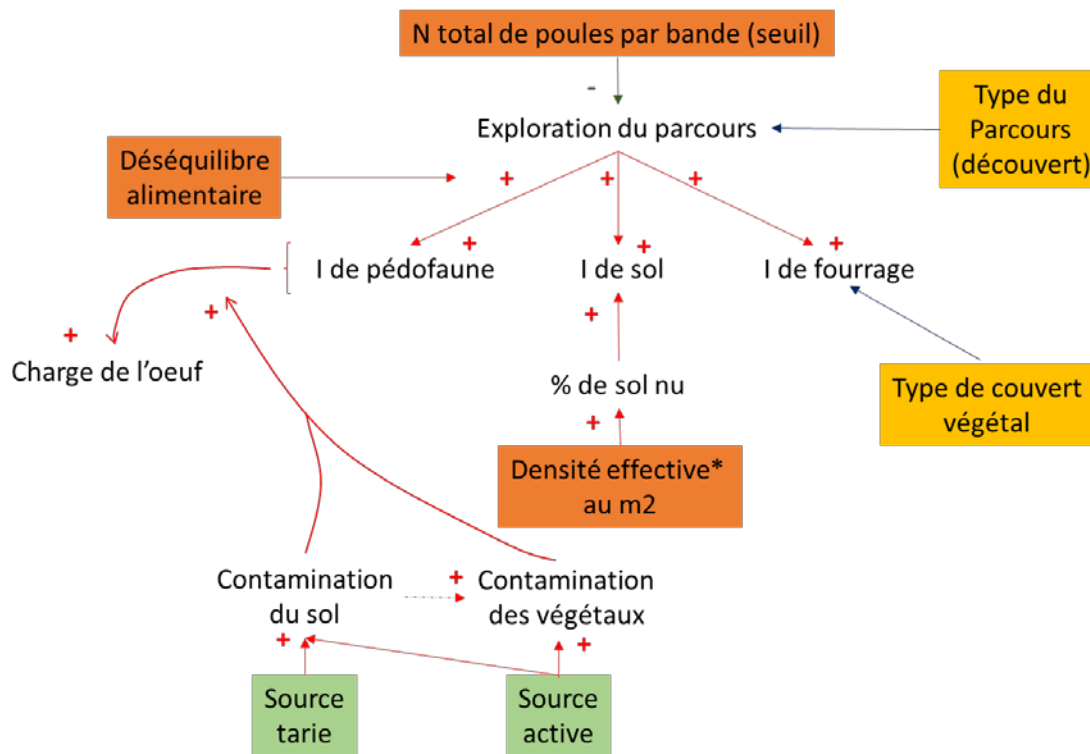 N total de poules par bande (seuil)
-
Exploration du parcours
Type du
Parcours
(découvert)
Déséquilibre
alimentaire
+ + +
+ + +
I de pédofaune
I de sol
I de fourrage
+
+
+
Charge de l'oeuf
% de sol nu
Type de couvert
végétal
+
Densité effective*
au m2
Contamination
du sol
+
Contamination
des végétaux
+
+
Source
tarie
Source
active